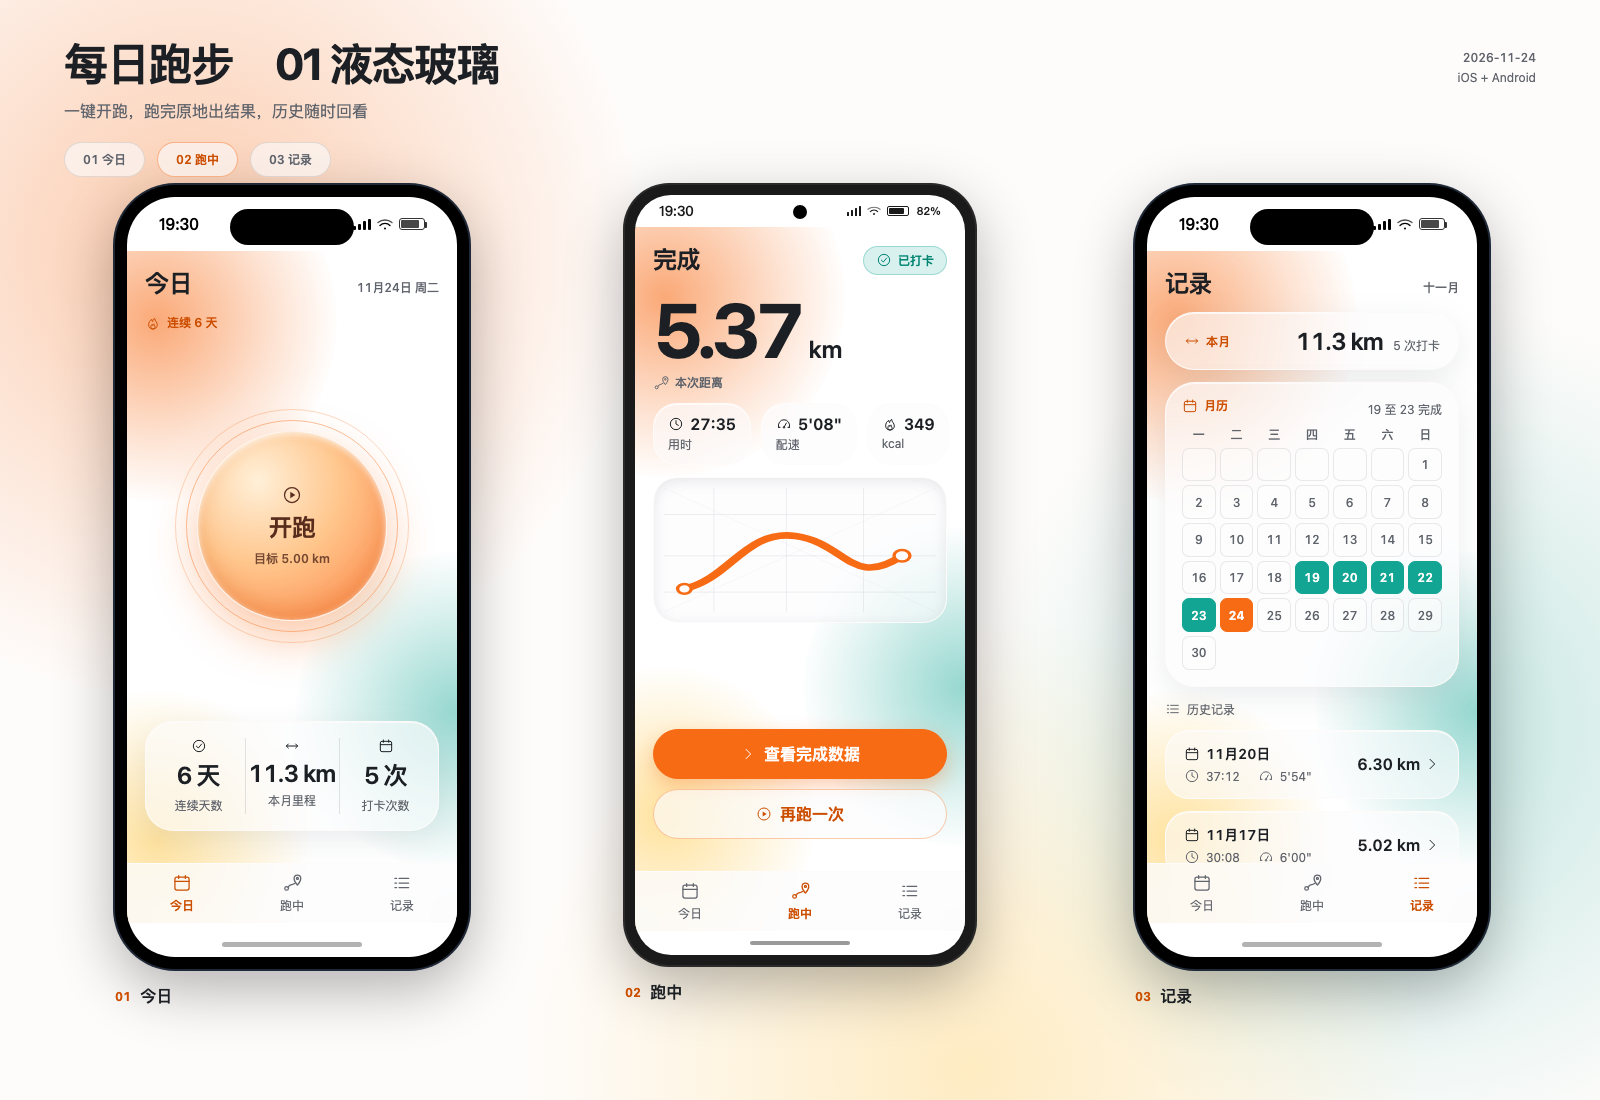 每日跑步 01 液态玻璃
一键开跑，跑完原地出结果，历史随时回看
2026-11-24
iOS + Android
01 今日 02 跑中 03 记录
19:30
今日
11月24日 周二
连续 6 天
开跑
目标 5.00 km
6 天 11.3 km 5 次
连续天数 本月里程 打卡次数
今日 跑中 记录
01 今日
19:30 82%
完成 已打卡
5.37 km
本次距离
27:35 5'08" 349
用时 配速 kcal
查看完成数据
再跑一次
今日 跑中 记录
02 跑中
19:30
记录 十一月
本月 11.3 km 5 次打卡
月历 19 至 23 完成
一 二 三 四 五 六 日
1
2 3 4 5 6 7 8
9 10 11 12 13 14 15
16 17 18 19 20 21 22
23 24 25 26 27 28 29
30
历史记录
11月20日
37:12 5'54" 6.30 km
11月17日
30:08 6'00" 5.02 km
今日 跑中 记录
03 记录